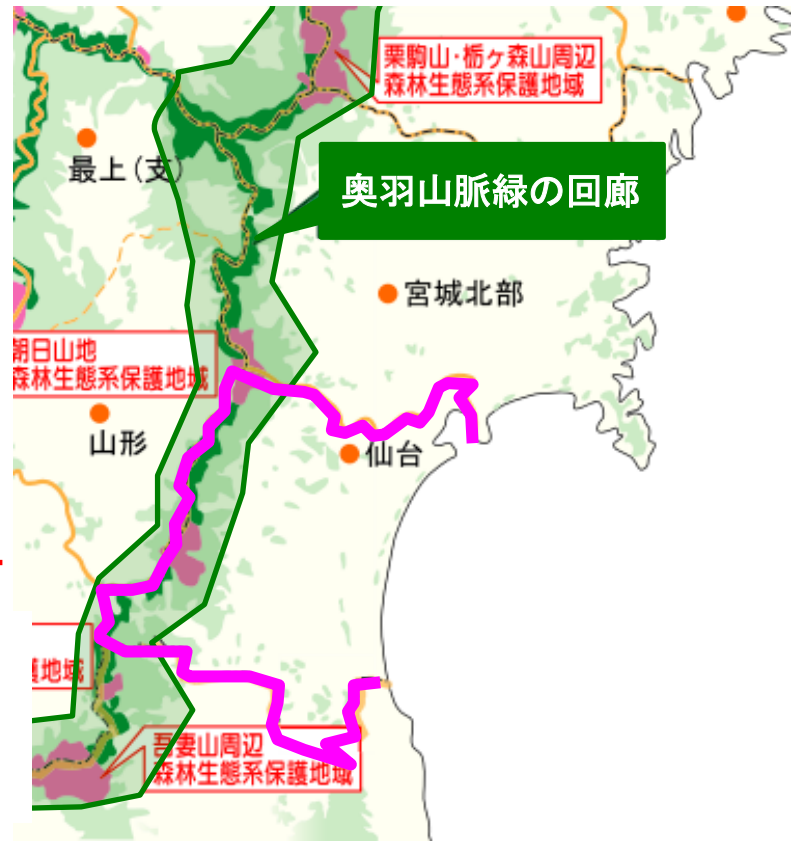 栗駒山・栃ヶ森山周辺
森林生態系保護地域
最上(支)
奥羽山脈緑の回廊
宮城北部
朝日山地
森林生態系保護地域
山形
仙台
護地域
吾妻山周辺
森林生態系保護地域